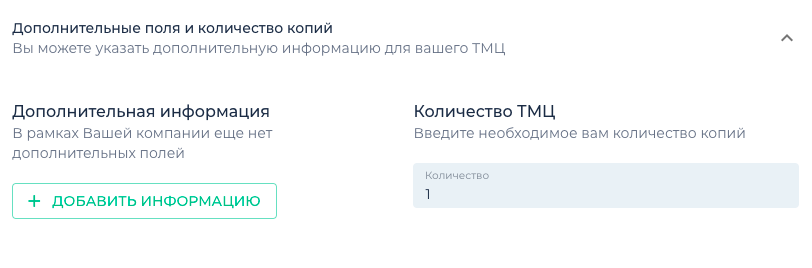 Дополнительные поля и количество копий
Вы можете указать дополнительную информацию для вашего ТМЦ
Дополнительная информация
В рамках Вашей компании еще нет
дополнительных полей
+ ДОБАВИТЬ ИНФОРМАЦИЮ
Количество ТМЦ
Введите необходимое вам количество копий
Количество
1